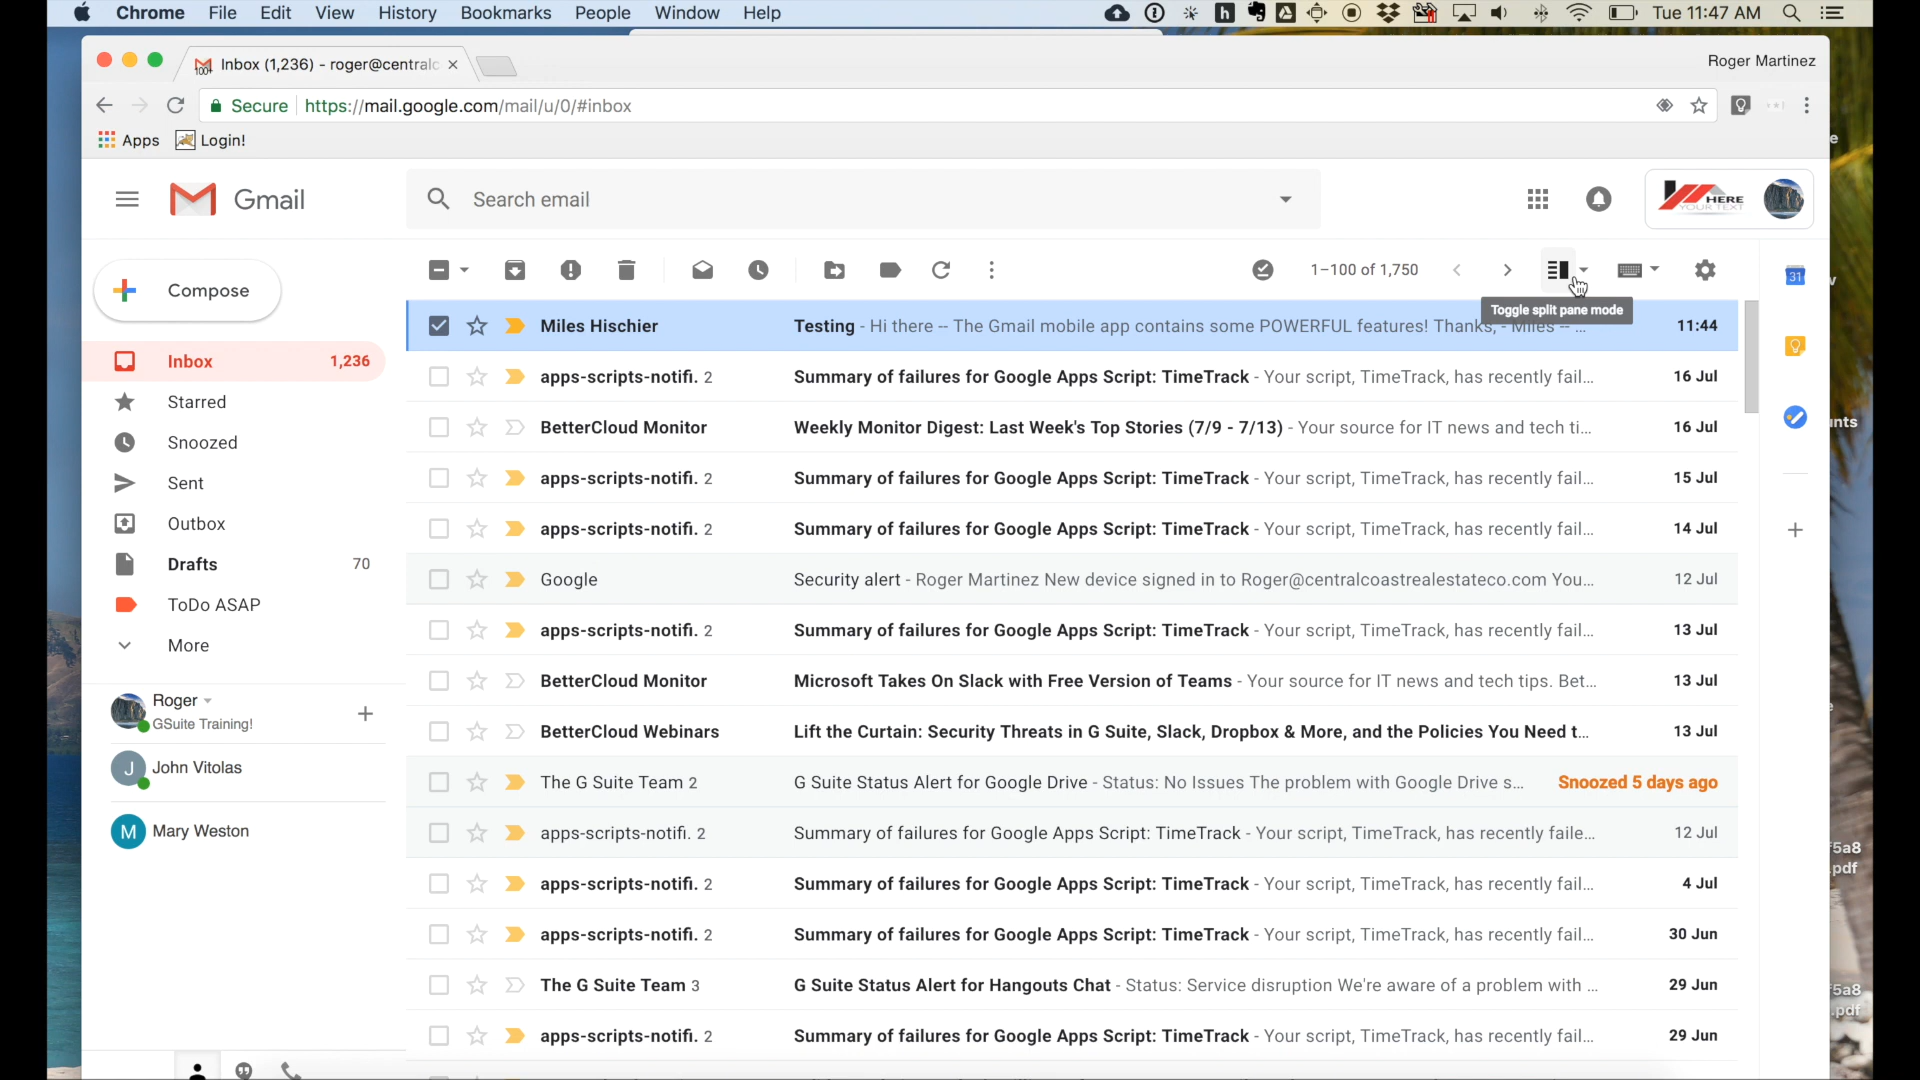 Chrome File Edit View History Bookmarks People Window Help Tue 11:47 AM
Inbox (1,236) - roger@centralc Roger Martinez
Secure https://mail.google.com/mail/u/0/#inbox
Apps Login!
Gmail Search email HERE
YOUR TEXT
Compose 1–100 of 1,750
Toggle split pane mode
Miles Hischier Testing - Hi there -- The Gmail mobile app contains some POWERFUL features! Thanks, - Miles -- ... 11:44
Inbox 1,236 apps-scripts-notifi. 2 Summary of failures for Google Apps Script: TimeTrack - Your script, TimeTrack, has recently fail... 16 Jul
Starred
Snoozed BetterCloud Monitor Weekly Monitor Digest: Last Week's Top Stories (7/9 - 7/13) - Your source for IT news and tech ti... 16 Jul
Sent apps-scripts-notifi. 2 Summary of failures for Google Apps Script: TimeTrack - Your script, TimeTrack, has recently fail... 15 Jul
Outbox apps-scripts-notifi. 2 Summary of failures for Google Apps Script: TimeTrack - Your script, TimeTrack, has recently fail... 14 Jul
Drafts 70 Google Security alert - Roger Martinez New device signed in to Roger@centralcoastrealestateco.com You... 12 Jul
ToDo ASAP apps-scripts-notifi. 2 Summary of failures for Google Apps Script: TimeTrack - Your script, TimeTrack, has recently fail... 13 Jul
More
BetterCloud Monitor Microsoft Takes On Slack with Free Version of Teams - Your source for IT news and tech tips. Bet... 13 Jul
Roger
GSuite Training! BetterCloud Webinars Lift the Curtain: Security Threats in G Suite, Slack, Dropbox & More, and the Policies You Need t... 13 Jul
J John Vitolas The G Suite Team 2 G Suite Status Alert for Google Drive - Status: No Issues The problem with Google Drive s... Snoozed 5 days ago
M Mary Weston apps-scripts-notifi. 2 Summary of failures for Google Apps Script: TimeTrack - Your script, TimeTrack, has recently faile... 12 Jul
apps-scripts-notifi. 2 Summary of failures for Google Apps Script: TimeTrack - Your script, TimeTrack, has recently fail... 4 Jul
apps-scripts-notifi. 2 Summary of failures for Google Apps Script: TimeTrack - Your script, TimeTrack, has recently fail... 30 Jun
The G Suite Team 3 G Suite Status Alert for Hangouts Chat - Status: Service disruption We're aware of a problem with ... 29 Jun
apps-scripts-notifi. 2 Summary of failures for Google Apps Script: TimeTrack - Your script, TimeTrack, has recently fail... 29 Jun
31
unts
f5a8
.pdf
5a8
.pdf